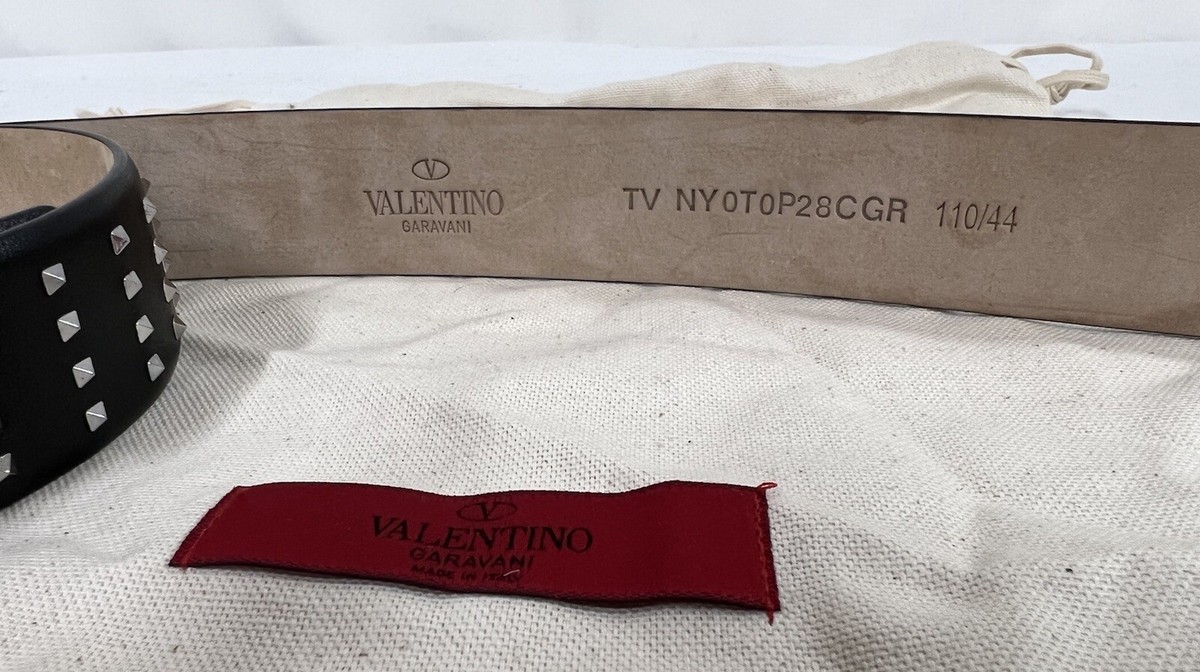 V
VALENTINO
GARAVANI
TV NY0T0P28CGR 110/44
V
VALENTINO
GARAVANI
MADE IN ITALY